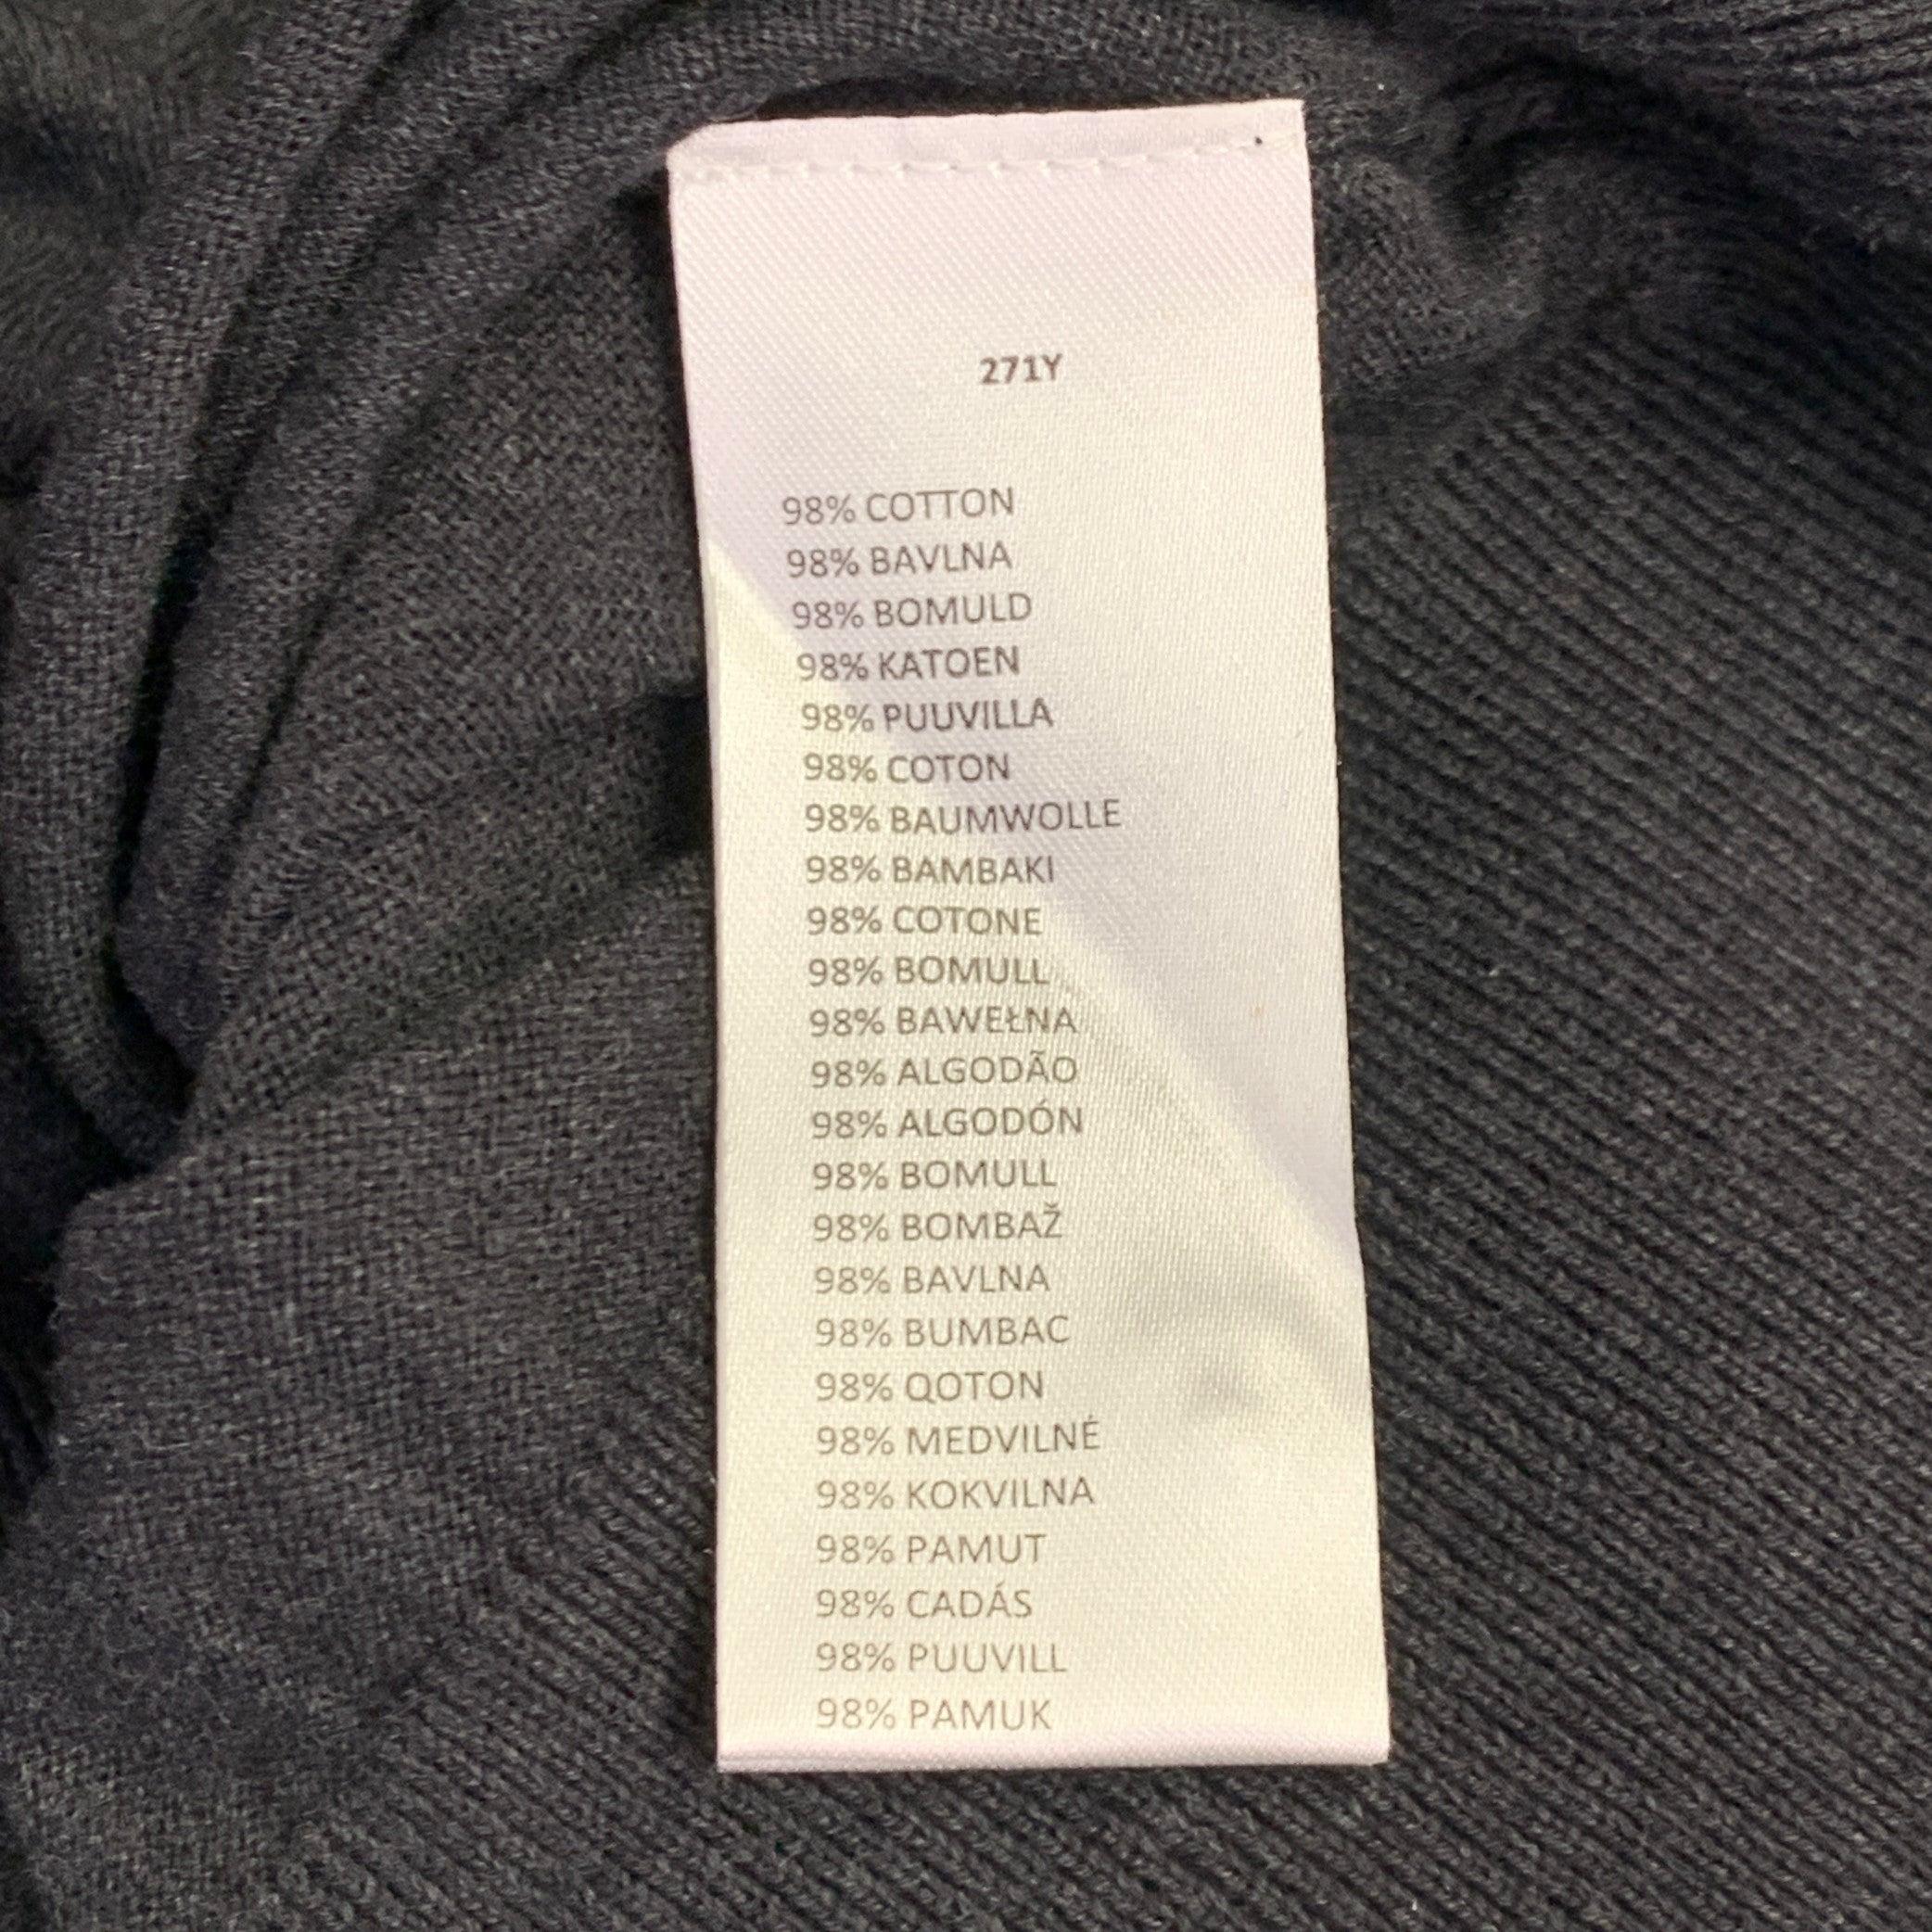 271Y
98% COTTON
98% BAVLNA
98% BOMULD
98% KATOEN
98% PUUVILLA
98% COTON
98% BAUMWOLLE
98% BAMBAKI
98% COTONE
98% BOMULL
98% BAWEŁNA
98% ALGODÃO
98% ALGODÓN
98% BOMULL
98% BOMBAŽ
98% BAVLNA
98% BUMBAC
98% QOTON
98% MEDVILNÉ
98% KOKVILNA
98% PAMUT
98% CADÁS
98% PUUVILL
98% PAMUK